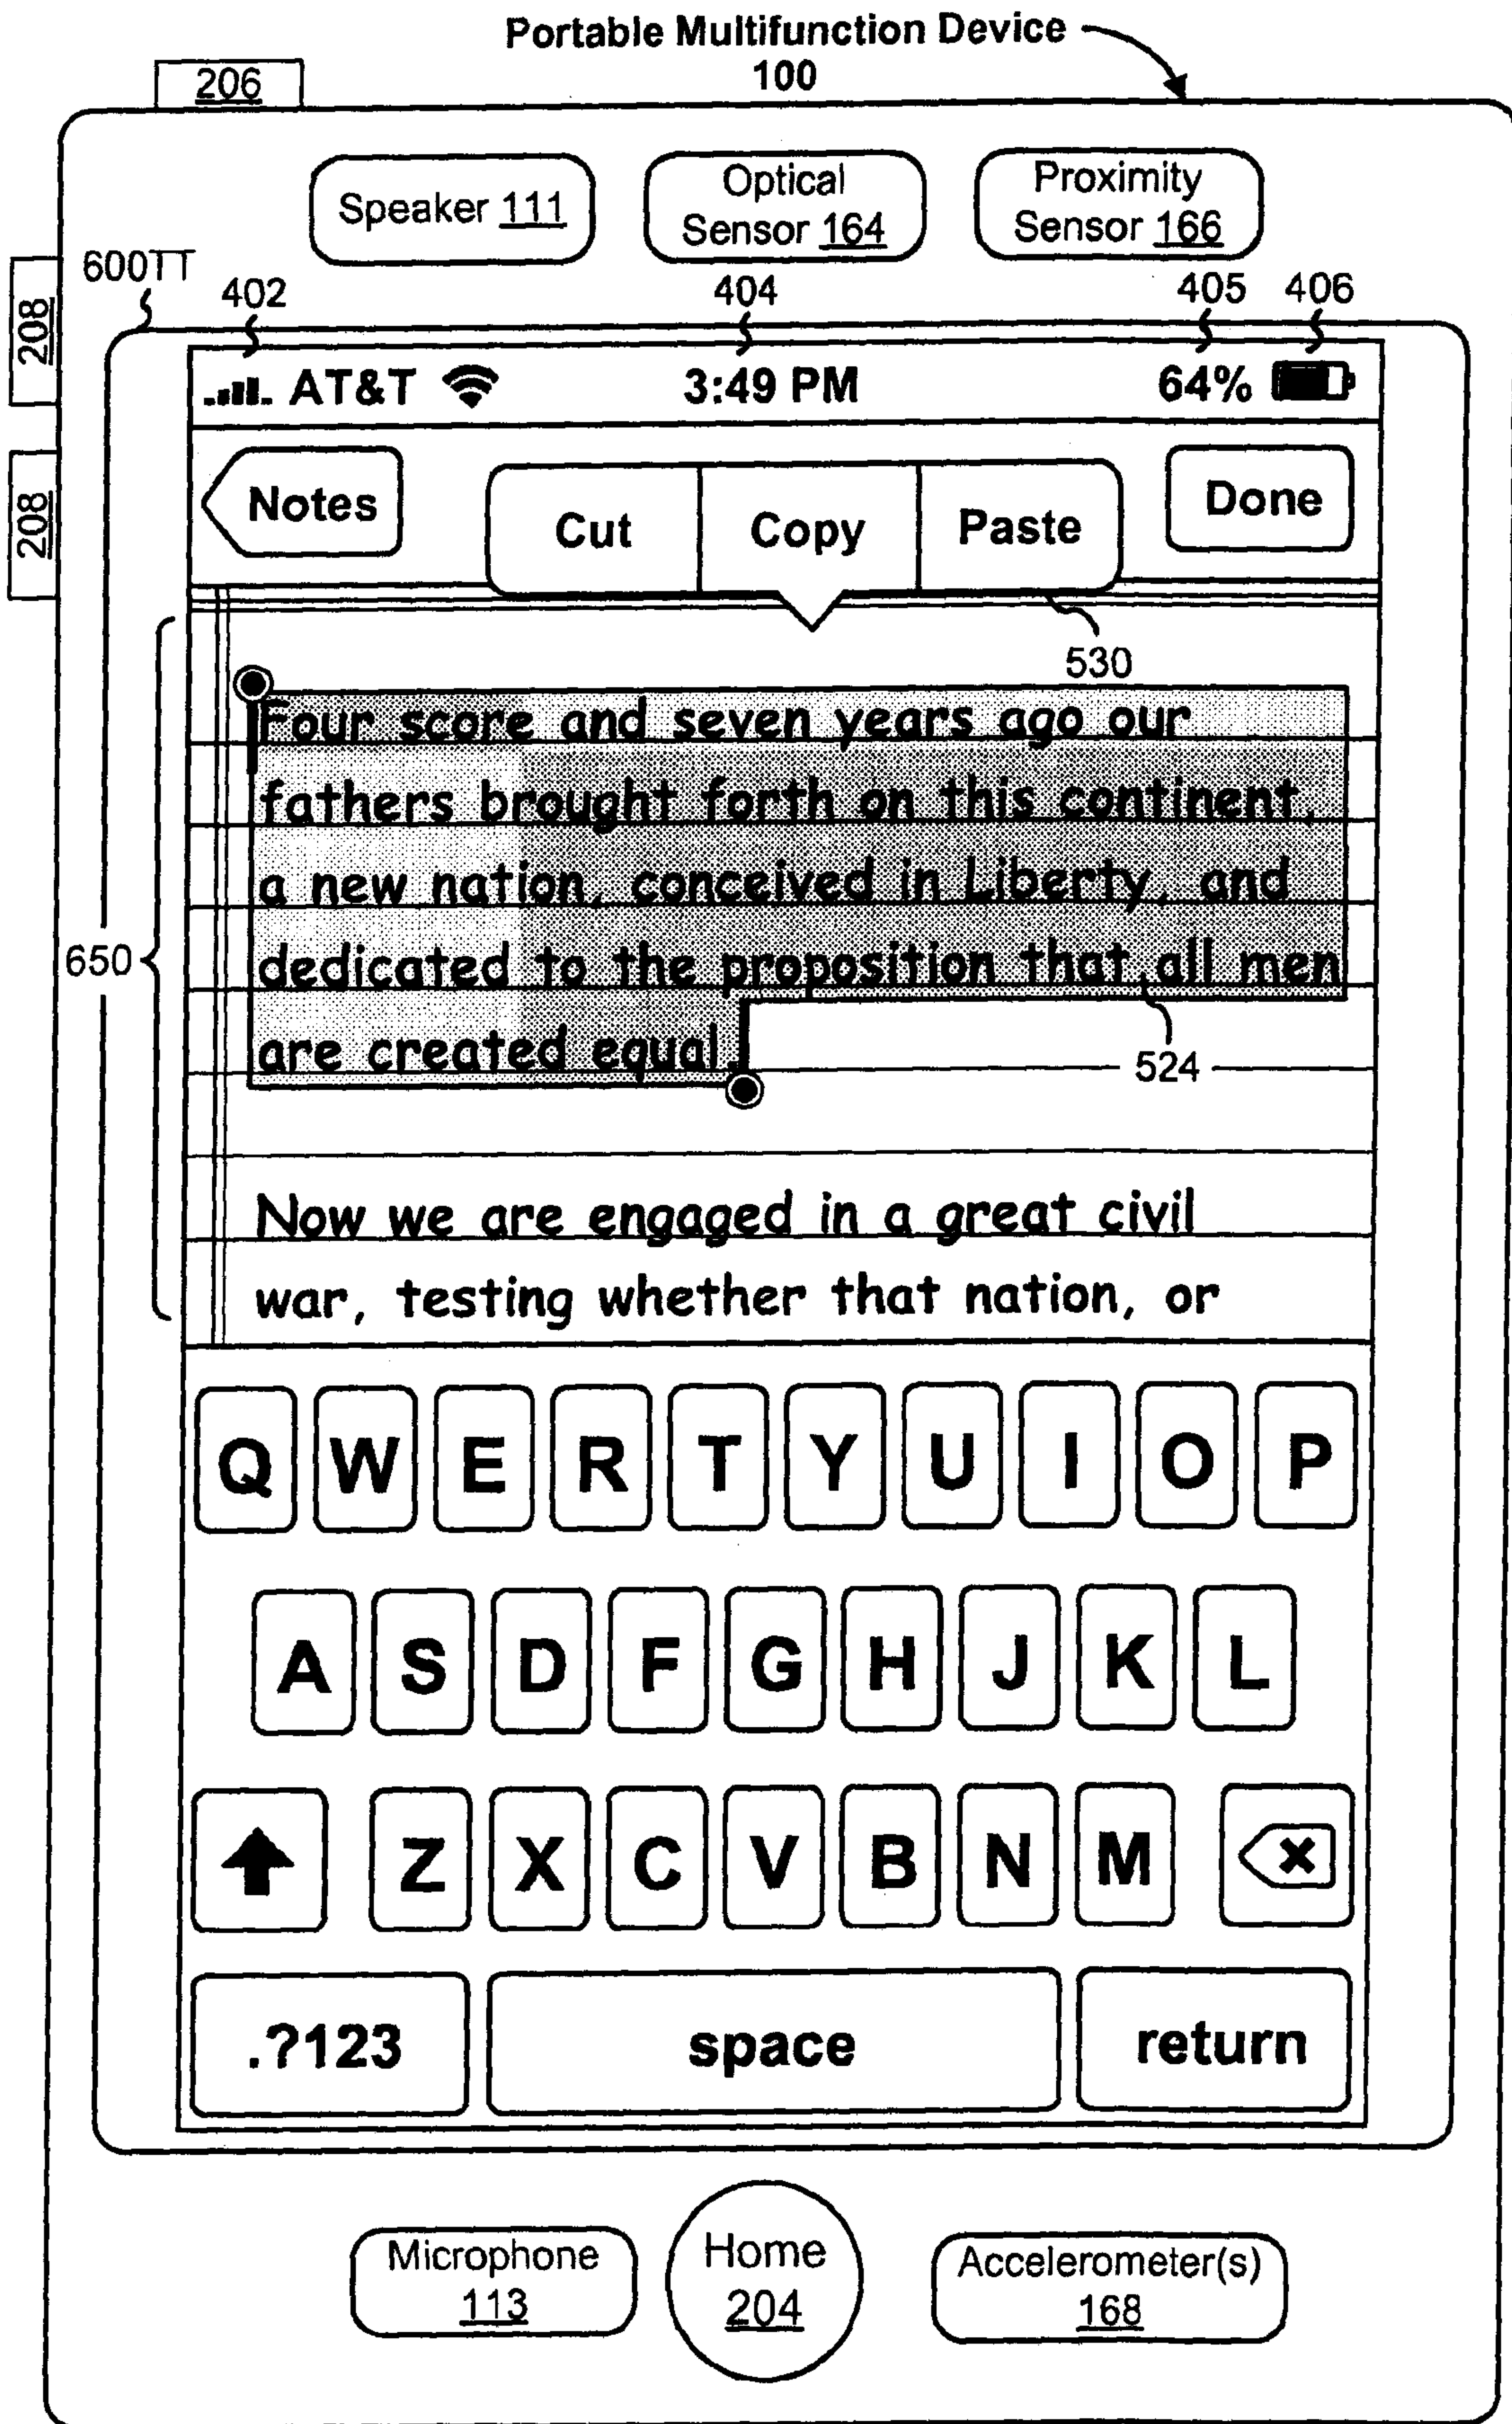 Portable Multifunction Device
100
206
Speaker 111
Optical
Sensor 164
Proximity
Sensor 166
208
208
600TT
402
404
405
406
AT&T
3:49 PM
64%
Notes
Cut
Copy
Paste
Done
530
Four score and seven years ago our
fathers brought forth on this continent,
a new nation, conceived in Liberty, and
dedicated to the proposition that all men
are created equal.
650
524
Now we are engaged in a great civil
war, testing whether that nation, or
Q W E R T Y U I O P
A S D F G H J K L
Z X C V B N M
.?123
space
return
Microphone
113
Home
204
Accelerometer(s)
168